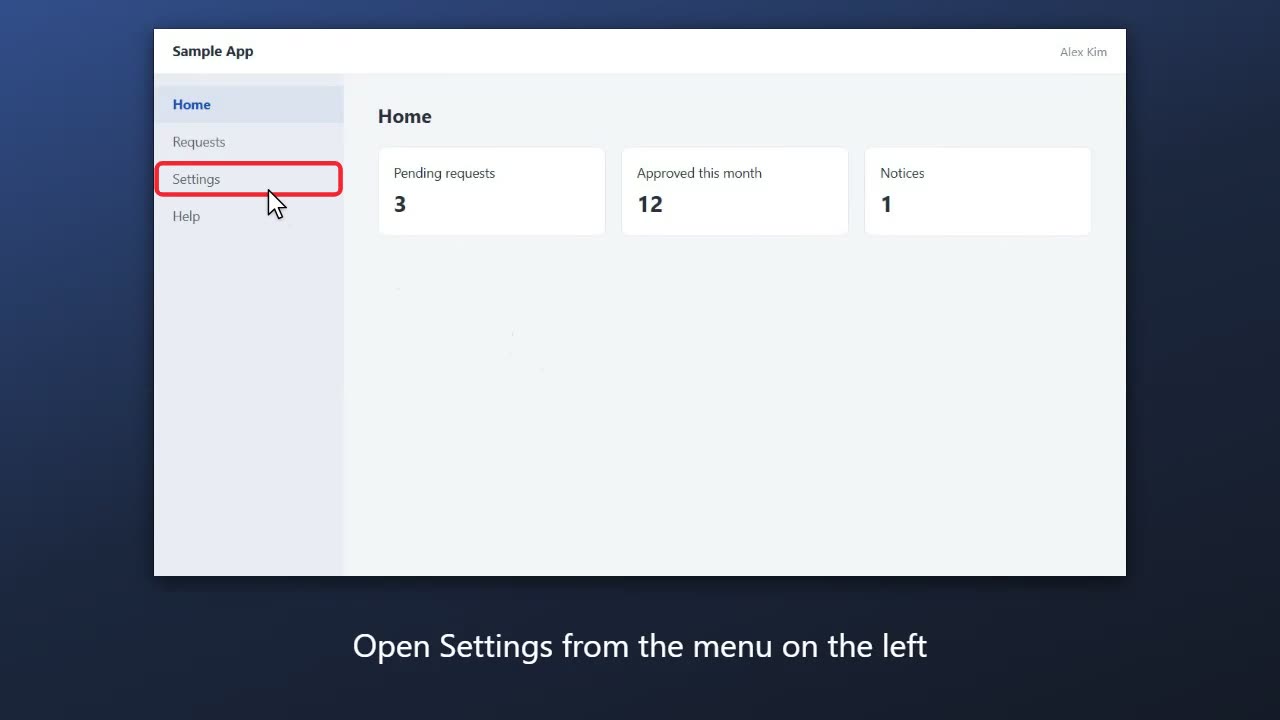 Sample App
Alex Kim
Home
Requests
Settings
Help
Home
Pending requests
3
Approved this month
12
Notices
1
Open Settings from the menu on the left